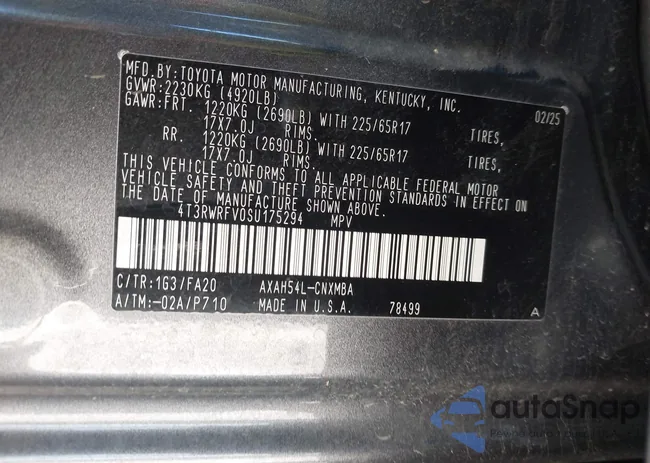 MFD.BY:TOYOTA MOTOR MANUFACTURING, KENTUCKY, INC.
GVWR:2230KG (4920LB) 02/25
GAWR:FRT. 1220KG (2690LB) WITH 225/65R17 TIRES,
17X7.0J RIMS.
RR. 1220KG (2690LB) WITH 225/65R17 TIRES,
17X7.0J RIMS.
THIS VEHICLE CONFORMS TO ALL APPLICABLE FEDERAL MOTOR
VEHICLE SAFETY AND THEFT PREVENTION STANDARDS IN EFFECT ON
THE DATE OF MANUFACTURE SHOWN ABOVE.
4T3RWRFV0SU175294 MPV
C/TR:1G3/FA20 AXAH54L-CNXMBA
A/TM:-02A/P710 MADE IN U.S.A. 78499 A
autoSnap